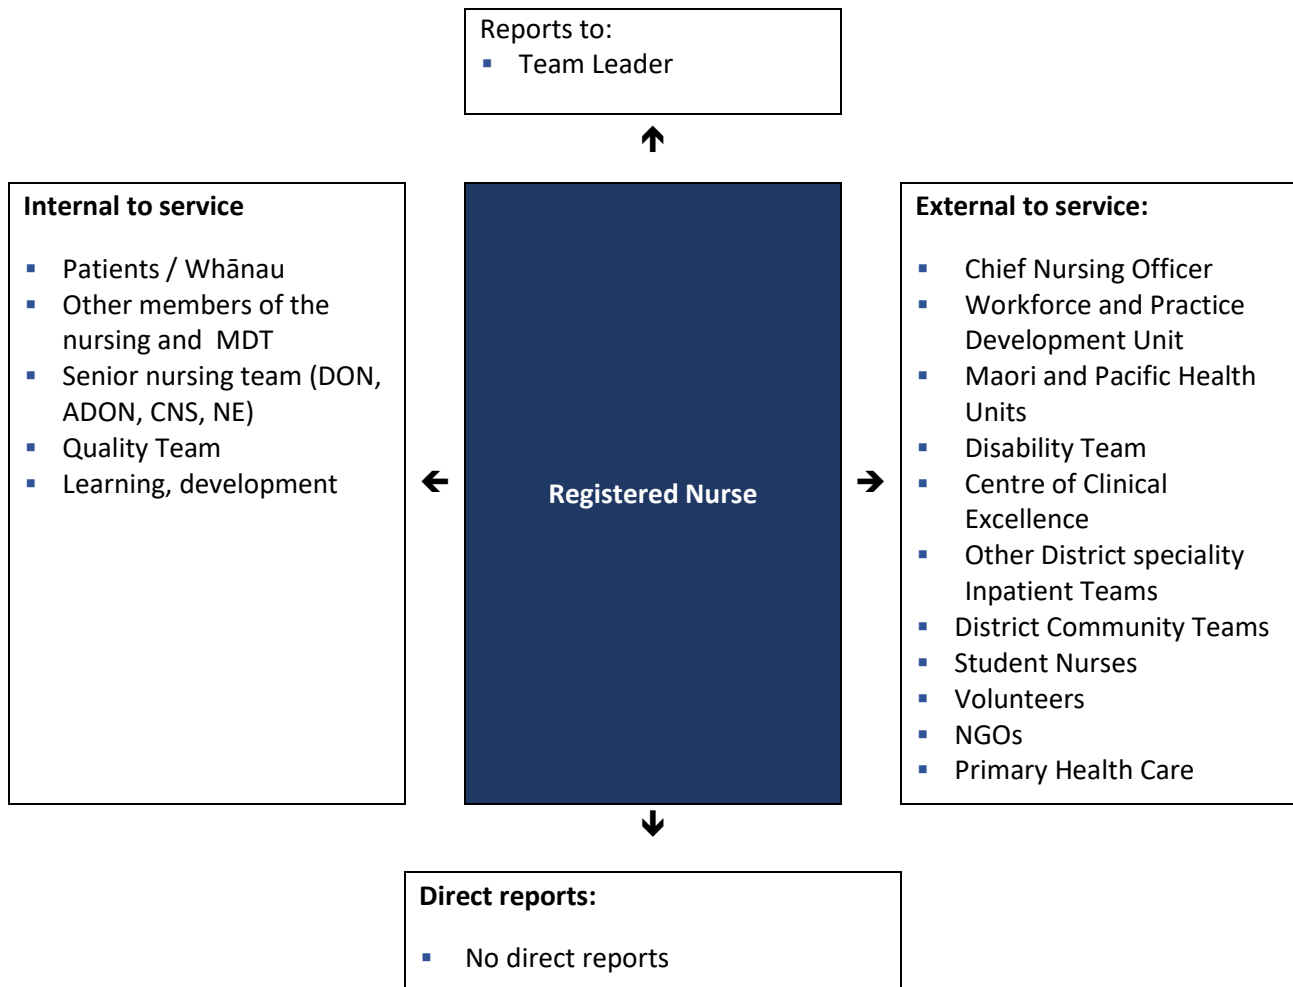 Reports to:
▪ Team Leader
Internal to service
▪ Patients / Whānau
▪ Other members of the
nursing and  MDT
▪ Senior nursing team (DON,
ADON, CNS, NE)
▪ Quality Team
▪ Learning, development
Registered Nurse
External to service:
▪ Chief Nursing Officer
▪ Workforce and Practice
Development Unit
▪ Maori and Pacific Health
Units
▪ Disability Team
▪ Centre of Clinical
Excellence
▪ Other District speciality
Inpatient Teams
▪ District Community Teams
▪ Student Nurses
▪ Volunteers
▪ NGOs
▪ Primary Health Care
Direct reports:
▪ No direct reports